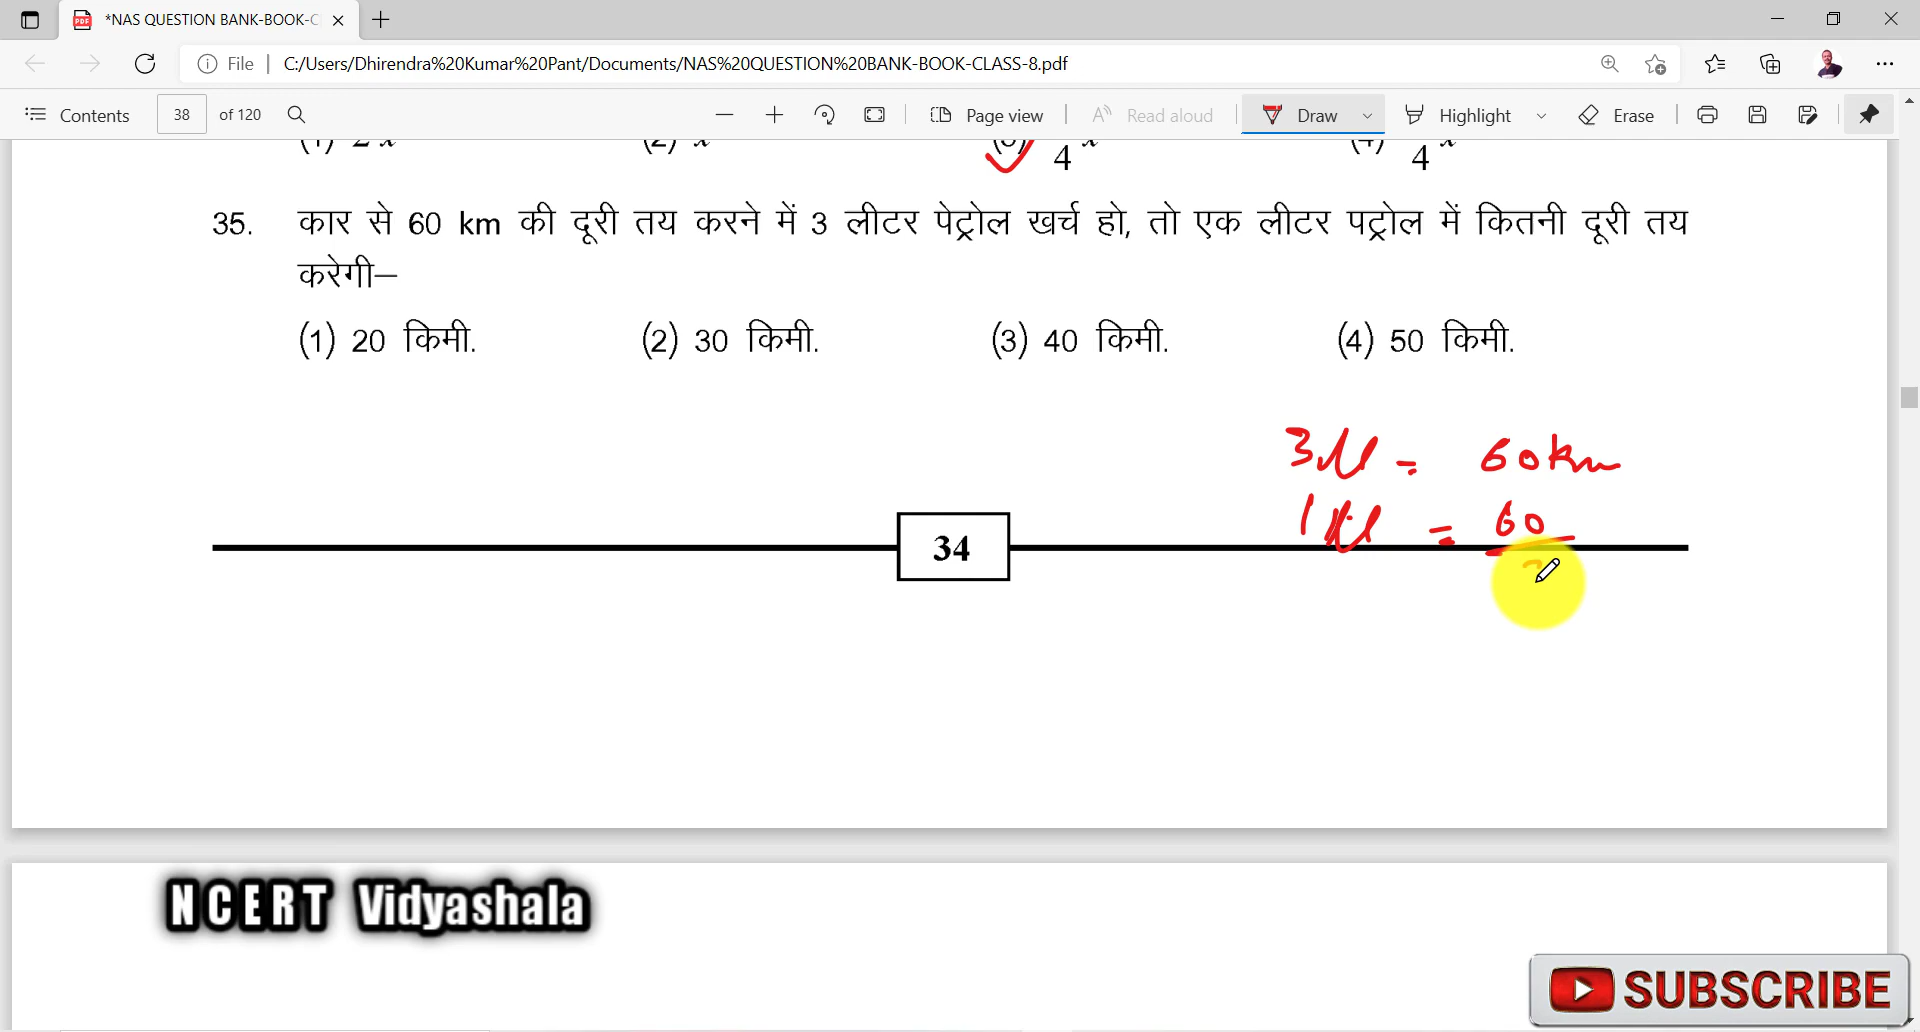 *NAS QUESTION BANK-BOOK-C
File C:/Users/Dhirendra%20Kumar%20Pant/Documents/NAS%20QUESTION%20BANK-BOOK-CLASS-8.pdf
Contents 38 of 120 Page view Read aloud Draw Highlight Erase
4 4
35. कार से 60 km की दूरी तय करने में 3 लीटर पेट्रोल खर्च हो, तो एक लीटर पट्रोल में कितनी दूरी तय
करेगी—
(1) 20 किमी. (2) 30 किमी. (3) 40 किमी. (4) 50 किमी.
3 = 60km
1 = 60
34
NCERT Vidyashala
SUBSCRIBE